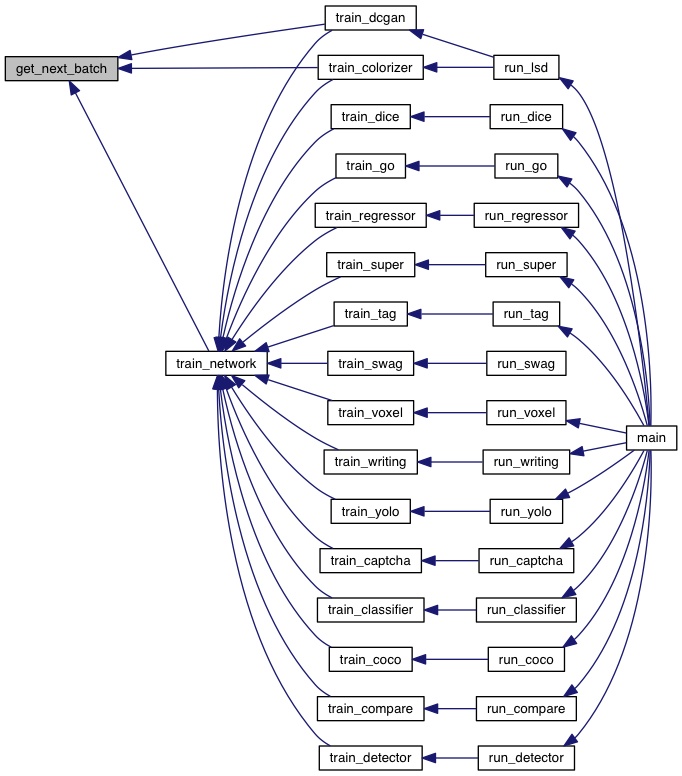 train_dcgan
get_next_batch
train_colorizer
run_lsd
train_dice
run_dice
train_go
run_go
train_regressor
run_regressor
train_super
run_super
train_tag
run_tag
train_network
train_swag
run_swag
train_voxel
run_voxel
main
train_writing
run_writing
train_yolo
run_yolo
train_captcha
run_captcha
train_classifier
run_classifier
train_coco
run_coco
train_compare
run_compare
train_detector
run_detector